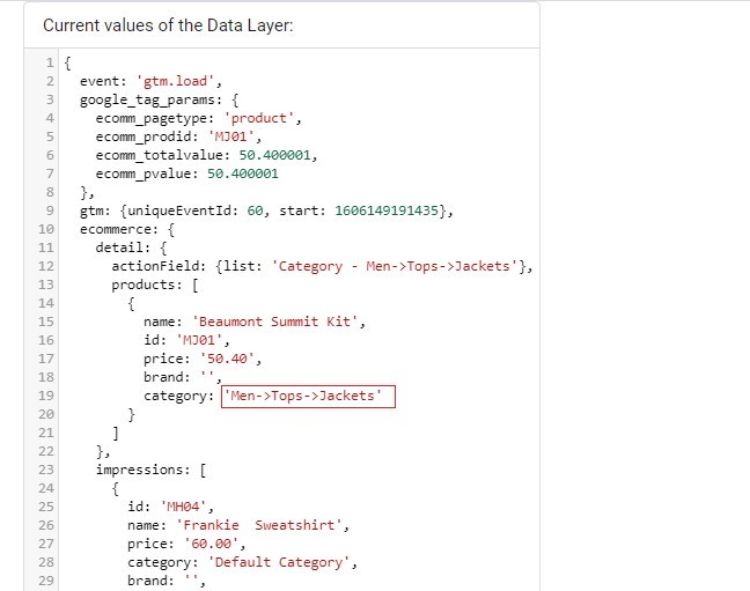 Current values of the Data Layer:
1 {
2 event: 'gtm.load',
3 google_tag_params: {
4 ecomm_pagetype: 'product',
5 ecomm_prodid: 'MJ01',
6 ecomm_totalvalue: 50.400001,
7 ecomm_pvalue: 50.400001
8 },
9 gtm: {uniqueEventId: 60, start: 1606149191435},
10 ecommerce: {
11 detail: {
12 actionField: {list: 'Category - Men->Tops->Jackets'},
13 products: [
14 {
15 name: 'Beaumont Summit Kit',
16 id: 'MJ01',
17 price: '50.40',
18 brand: '',
19 category: 'Men->Tops->Jackets'
20 }
21 ]
22 },
23 impressions: [
24 {
25 id: 'MH04',
26 name: 'Frankie  Sweatshirt',
27 price: '60.00',
28 category: 'Default Category',
29 brand: '',